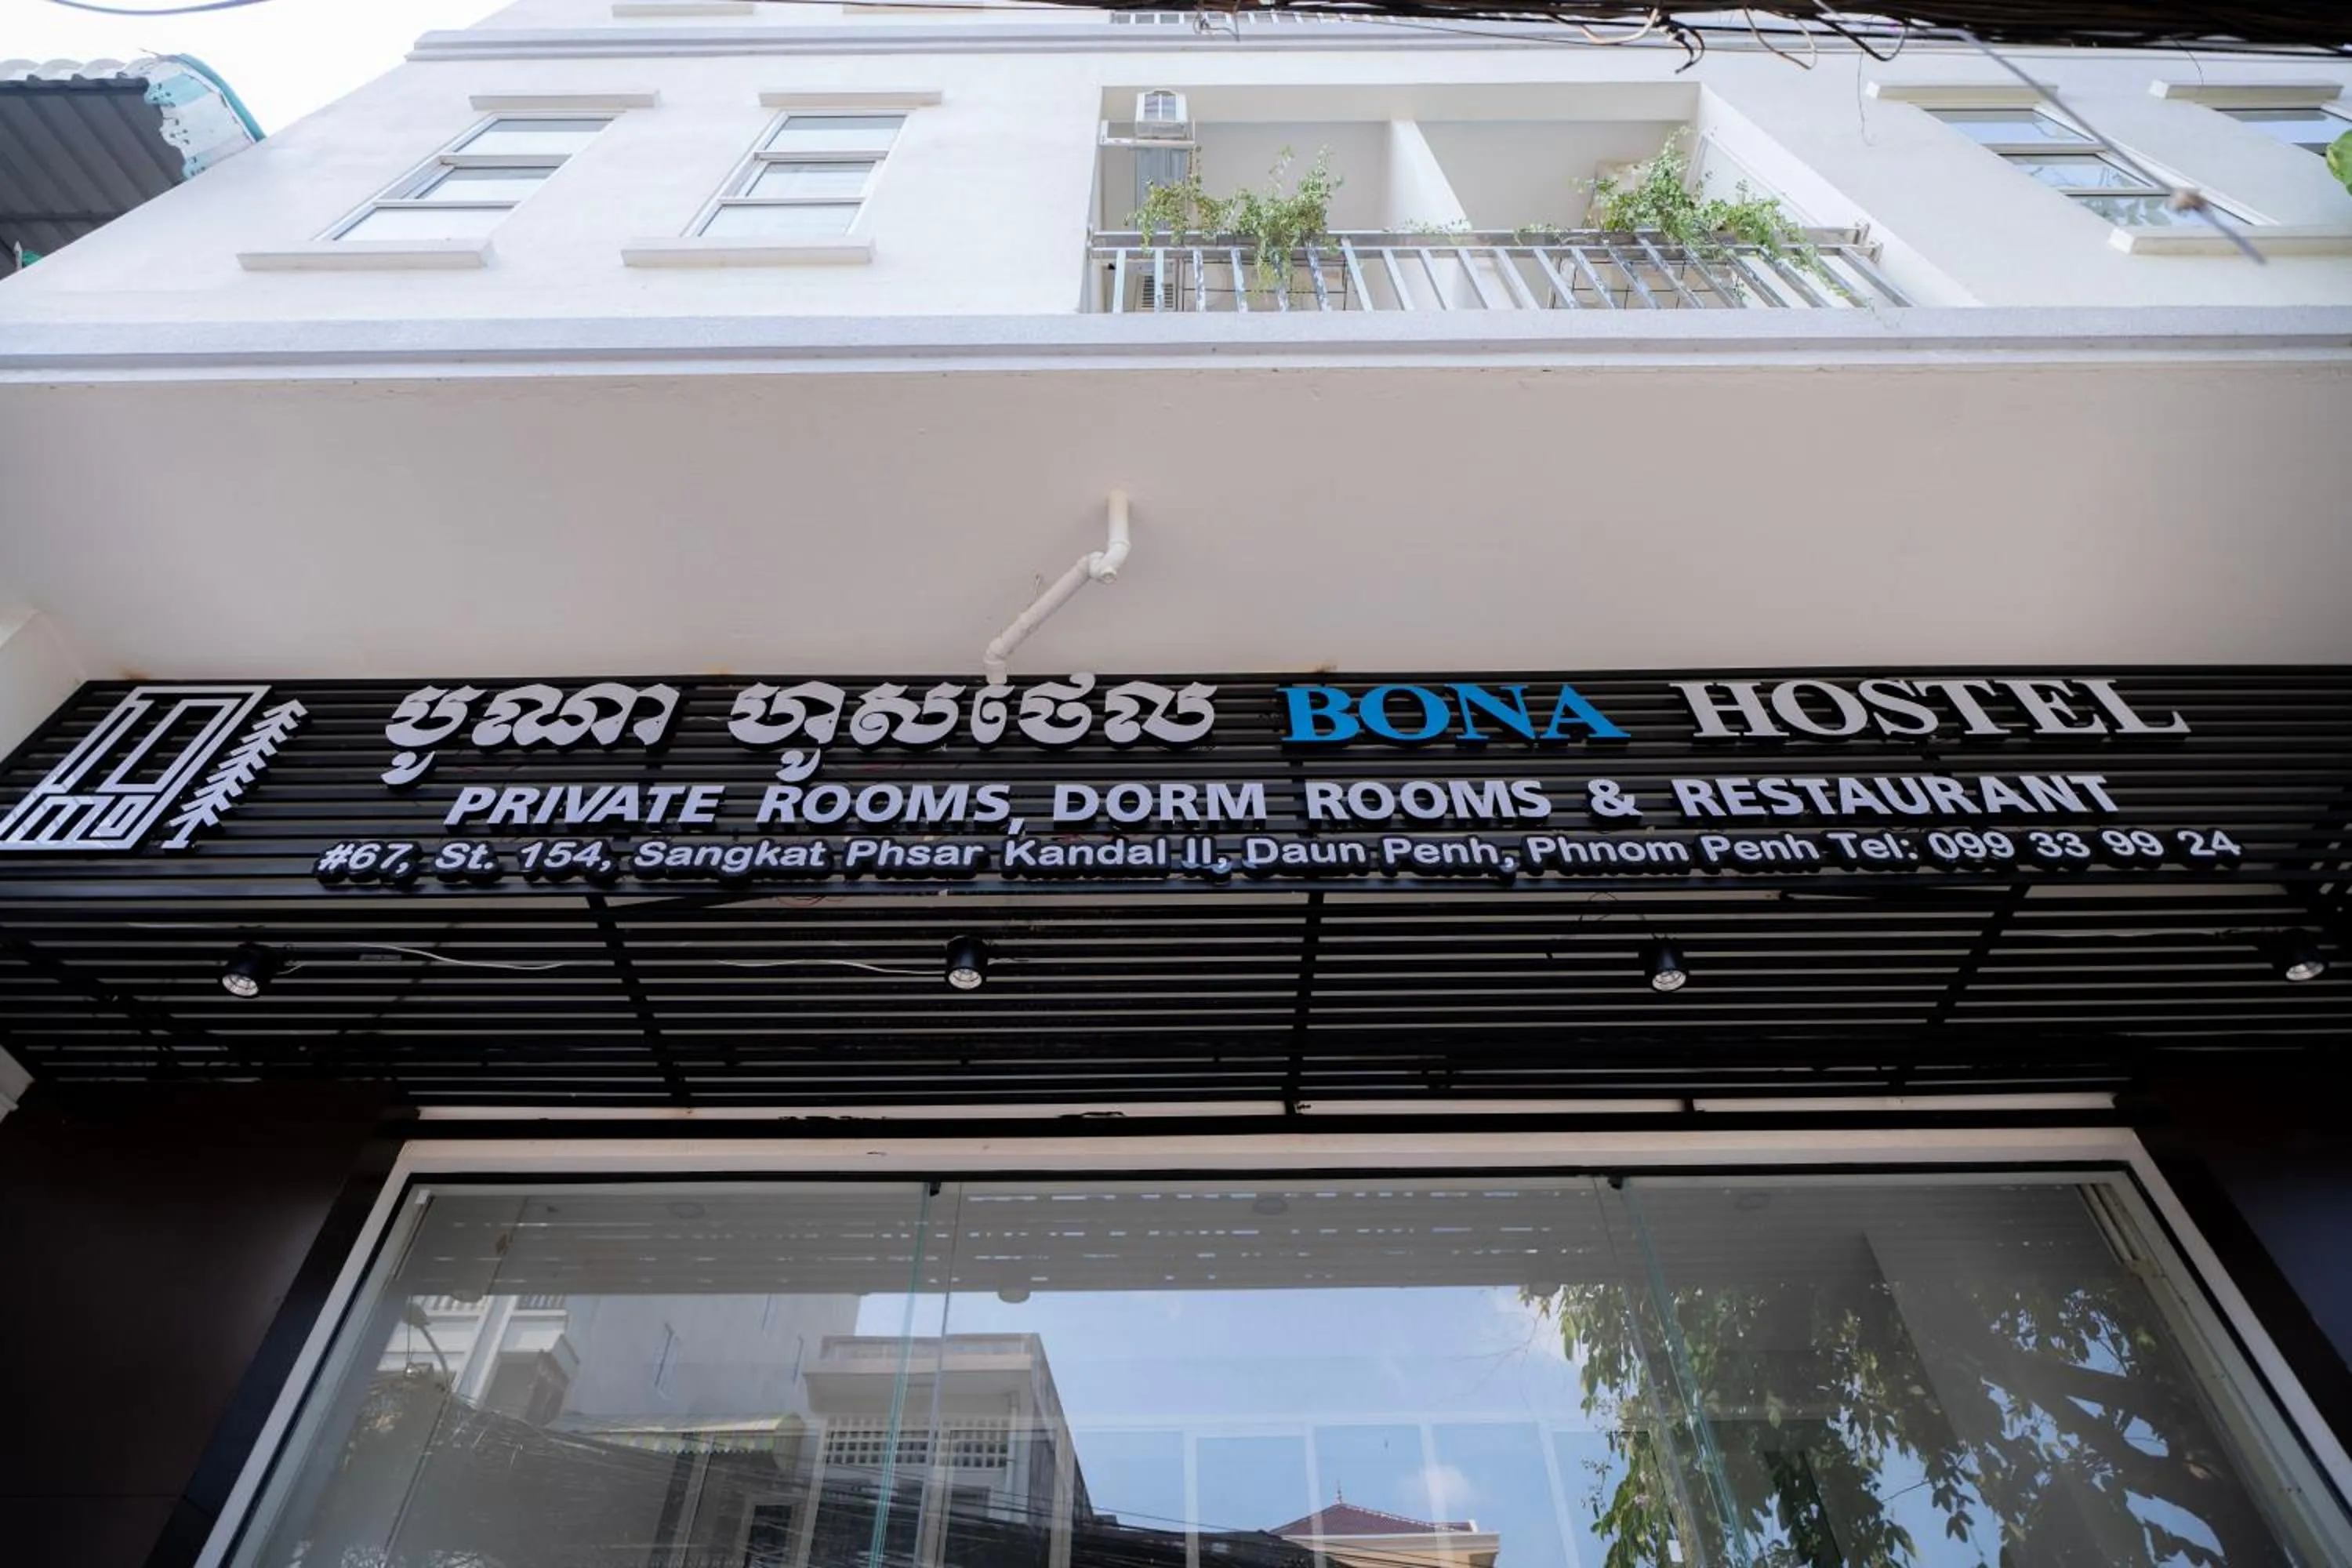 បូណា ហូស្ថែល BONA HOSTEL
PRIVATE ROOMS, DORM ROOMS & RESTAURANT
#67, St. 154, Sangkat Phsar Kandal II, Daun Penh, Phnom Penh Tel: 099 33 99 24